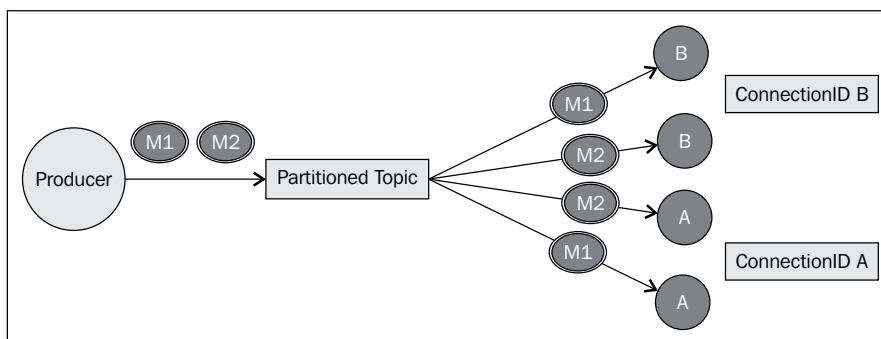 Producer
M1
M2
Partitioned Topic
M1
B
ConnectionID B
M2
B
M2
A
M1
ConnectionID A
A